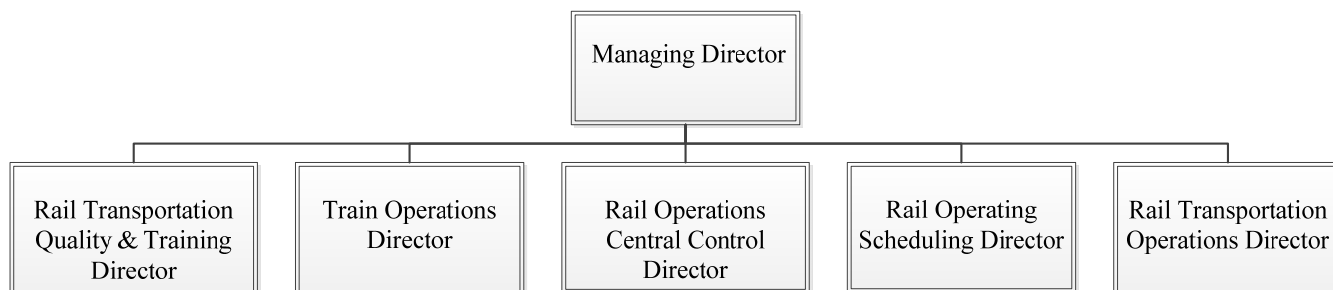 Managing Director
Rail Transportation
Quality & Training
Director
Train Operations
Director
Rail Operations
Central Control
Director
Rail Operating
Scheduling Director
Rail Transportation
Operations Director